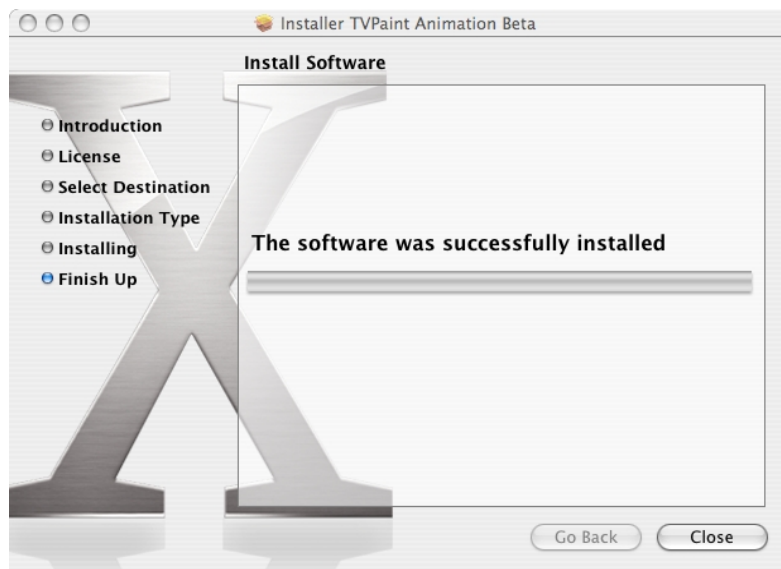 Installer TVPaint Animation Beta
Install Software
Introduction
License
Select Destination
Installation Type
Installing
Finish Up
The software was successfully installed
Go Back
Close